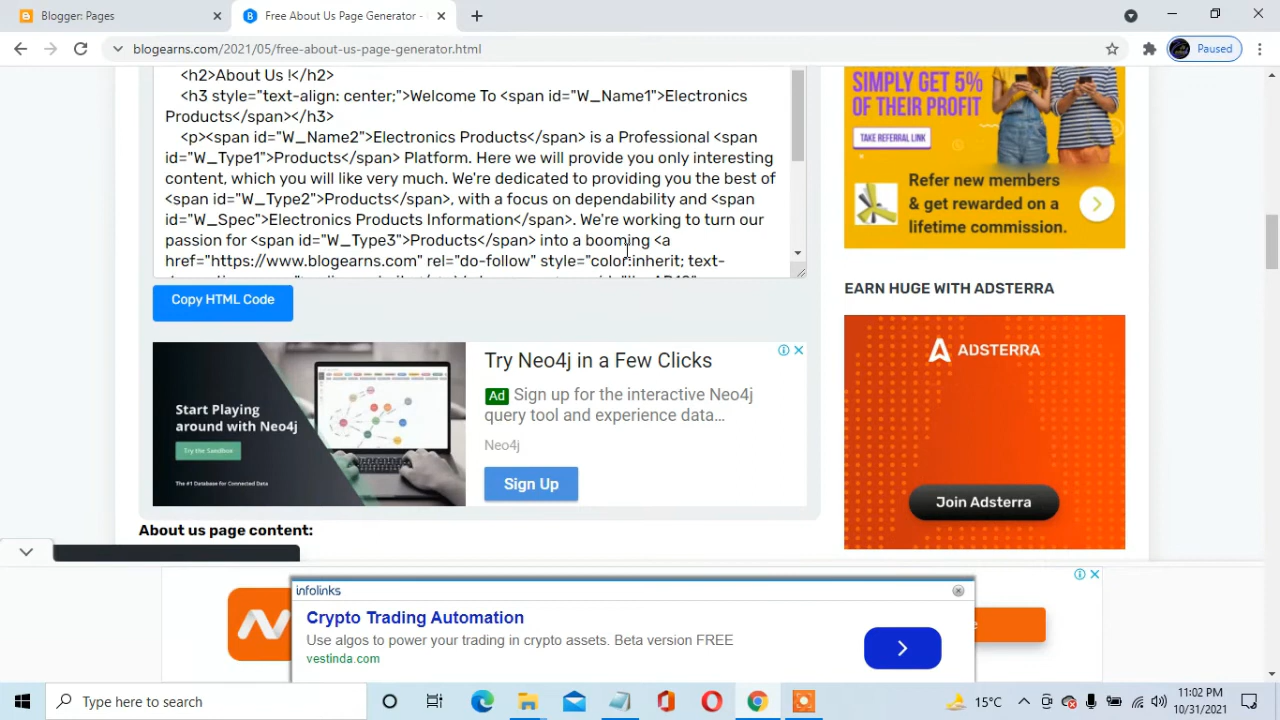 Blogger: Pages
Free About Us Page Generator -
blogearns.com/2021/05/free-about-us-page-generator.html
Paused
<h2>About Us !</h2>
<h3 style="text-align: center;">Welcome To <span id="W_Name1">Electronics
Products</span></h3>
<p><span id="W_Name2">Electronics Products</span> is a Professional <span
id="W_Type1">Products</span> Platform. Here we will provide you only interesting
content, which you will like very much. We're dedicated to providing you the best of
<span id="W_Type2">Products</span>, with a focus on dependability and <span
id="W_Spec">Electronics Products Information</span>. We're working to turn our
passion for <span id="W_Type3">Products</span> into a booming <a
href="https://www.blogearns.com" rel="do-follow" style="color:inherit; text-
Copy HTML Code
Start Playing
around with Neo4j
Try the Sandbox
The #1 Database for Connected Data
Try Neo4j in a Few Clicks
Ad Sign up for the interactive Neo4j
query tool and experience data…
Neo4j
Sign Up
About us page content:
SIMPLY GET 5%
OF THEIR PROFIT
TAKE REFERRAL LINK
Refer new members
& get rewarded on a
lifetime commission.
EARN HUGE WITH ADSTERRA
ADSTERRA
Join Adsterra
infolinks
Crypto Trading Automation
Use algos to power your trading in crypto assets. Beta version FREE
vestinda.com
Type here to search
15°C
11:02 PM
10/31/2021